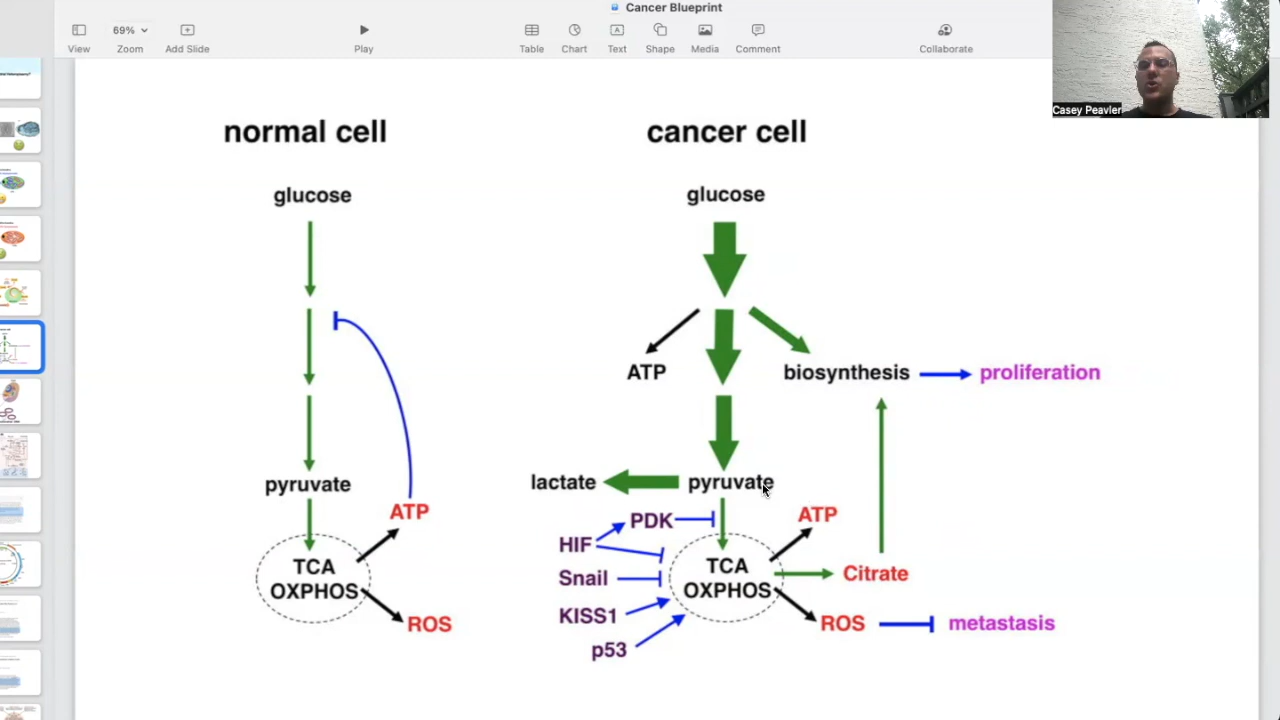 Cancer Blueprint
69%
View
Zoom
Add Slide
Play
Table
Chart
Text
Shape
Media
Comment
Collaborate
Casey Peavler
normal cell
cancer cell
glucose
glucose
ATP
biosynthesis
proliferation
pyruvate
ATP
lactate
pyruvate
TCA
OXPHOS
ROS
PDK
HIF
Snail
KISS1
p53
TCA
OXPHOS
ATP
Citrate
ROS
metastasis